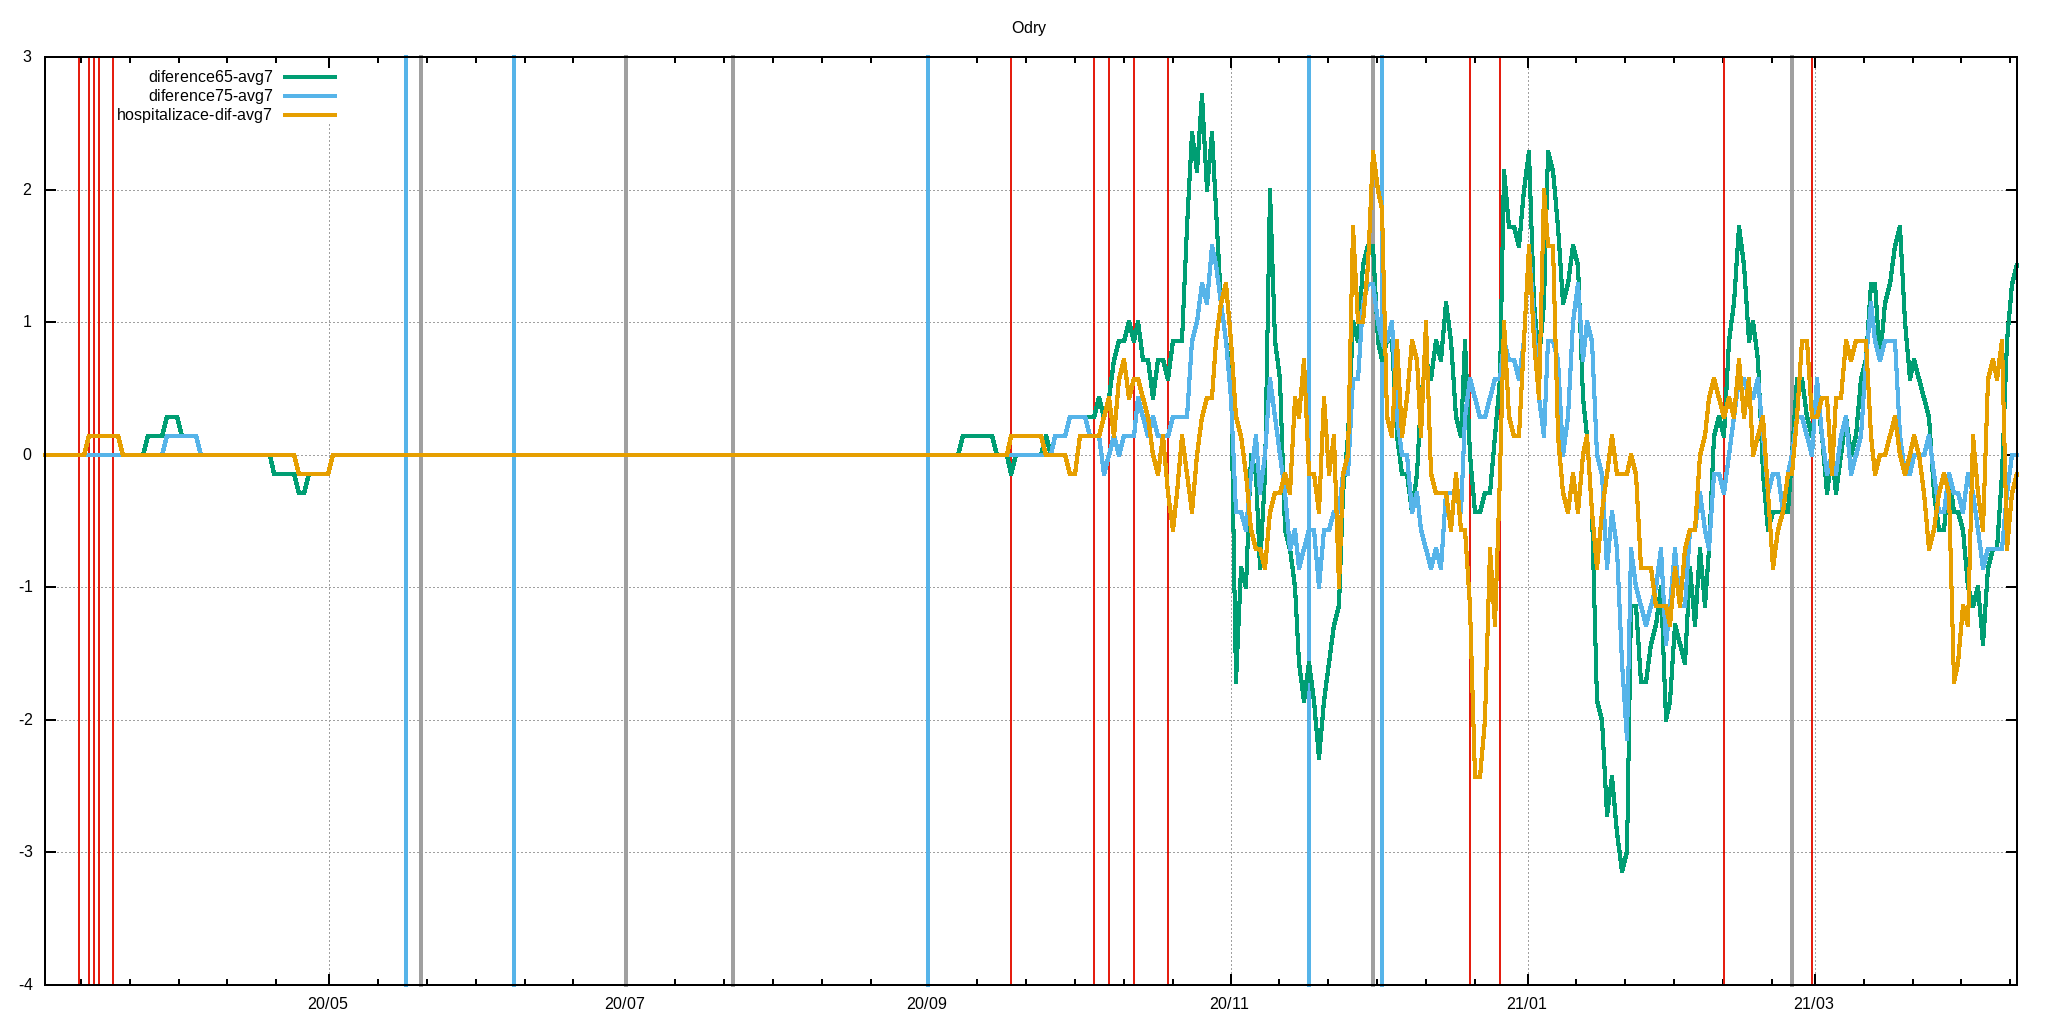 Odry
3
diference65-avg7
diference75-avg7
hospitalizace-dif-avg7
2
1
0
-1
-2
-3
-4
20/05 20/07 20/09 20/11 21/01 21/03